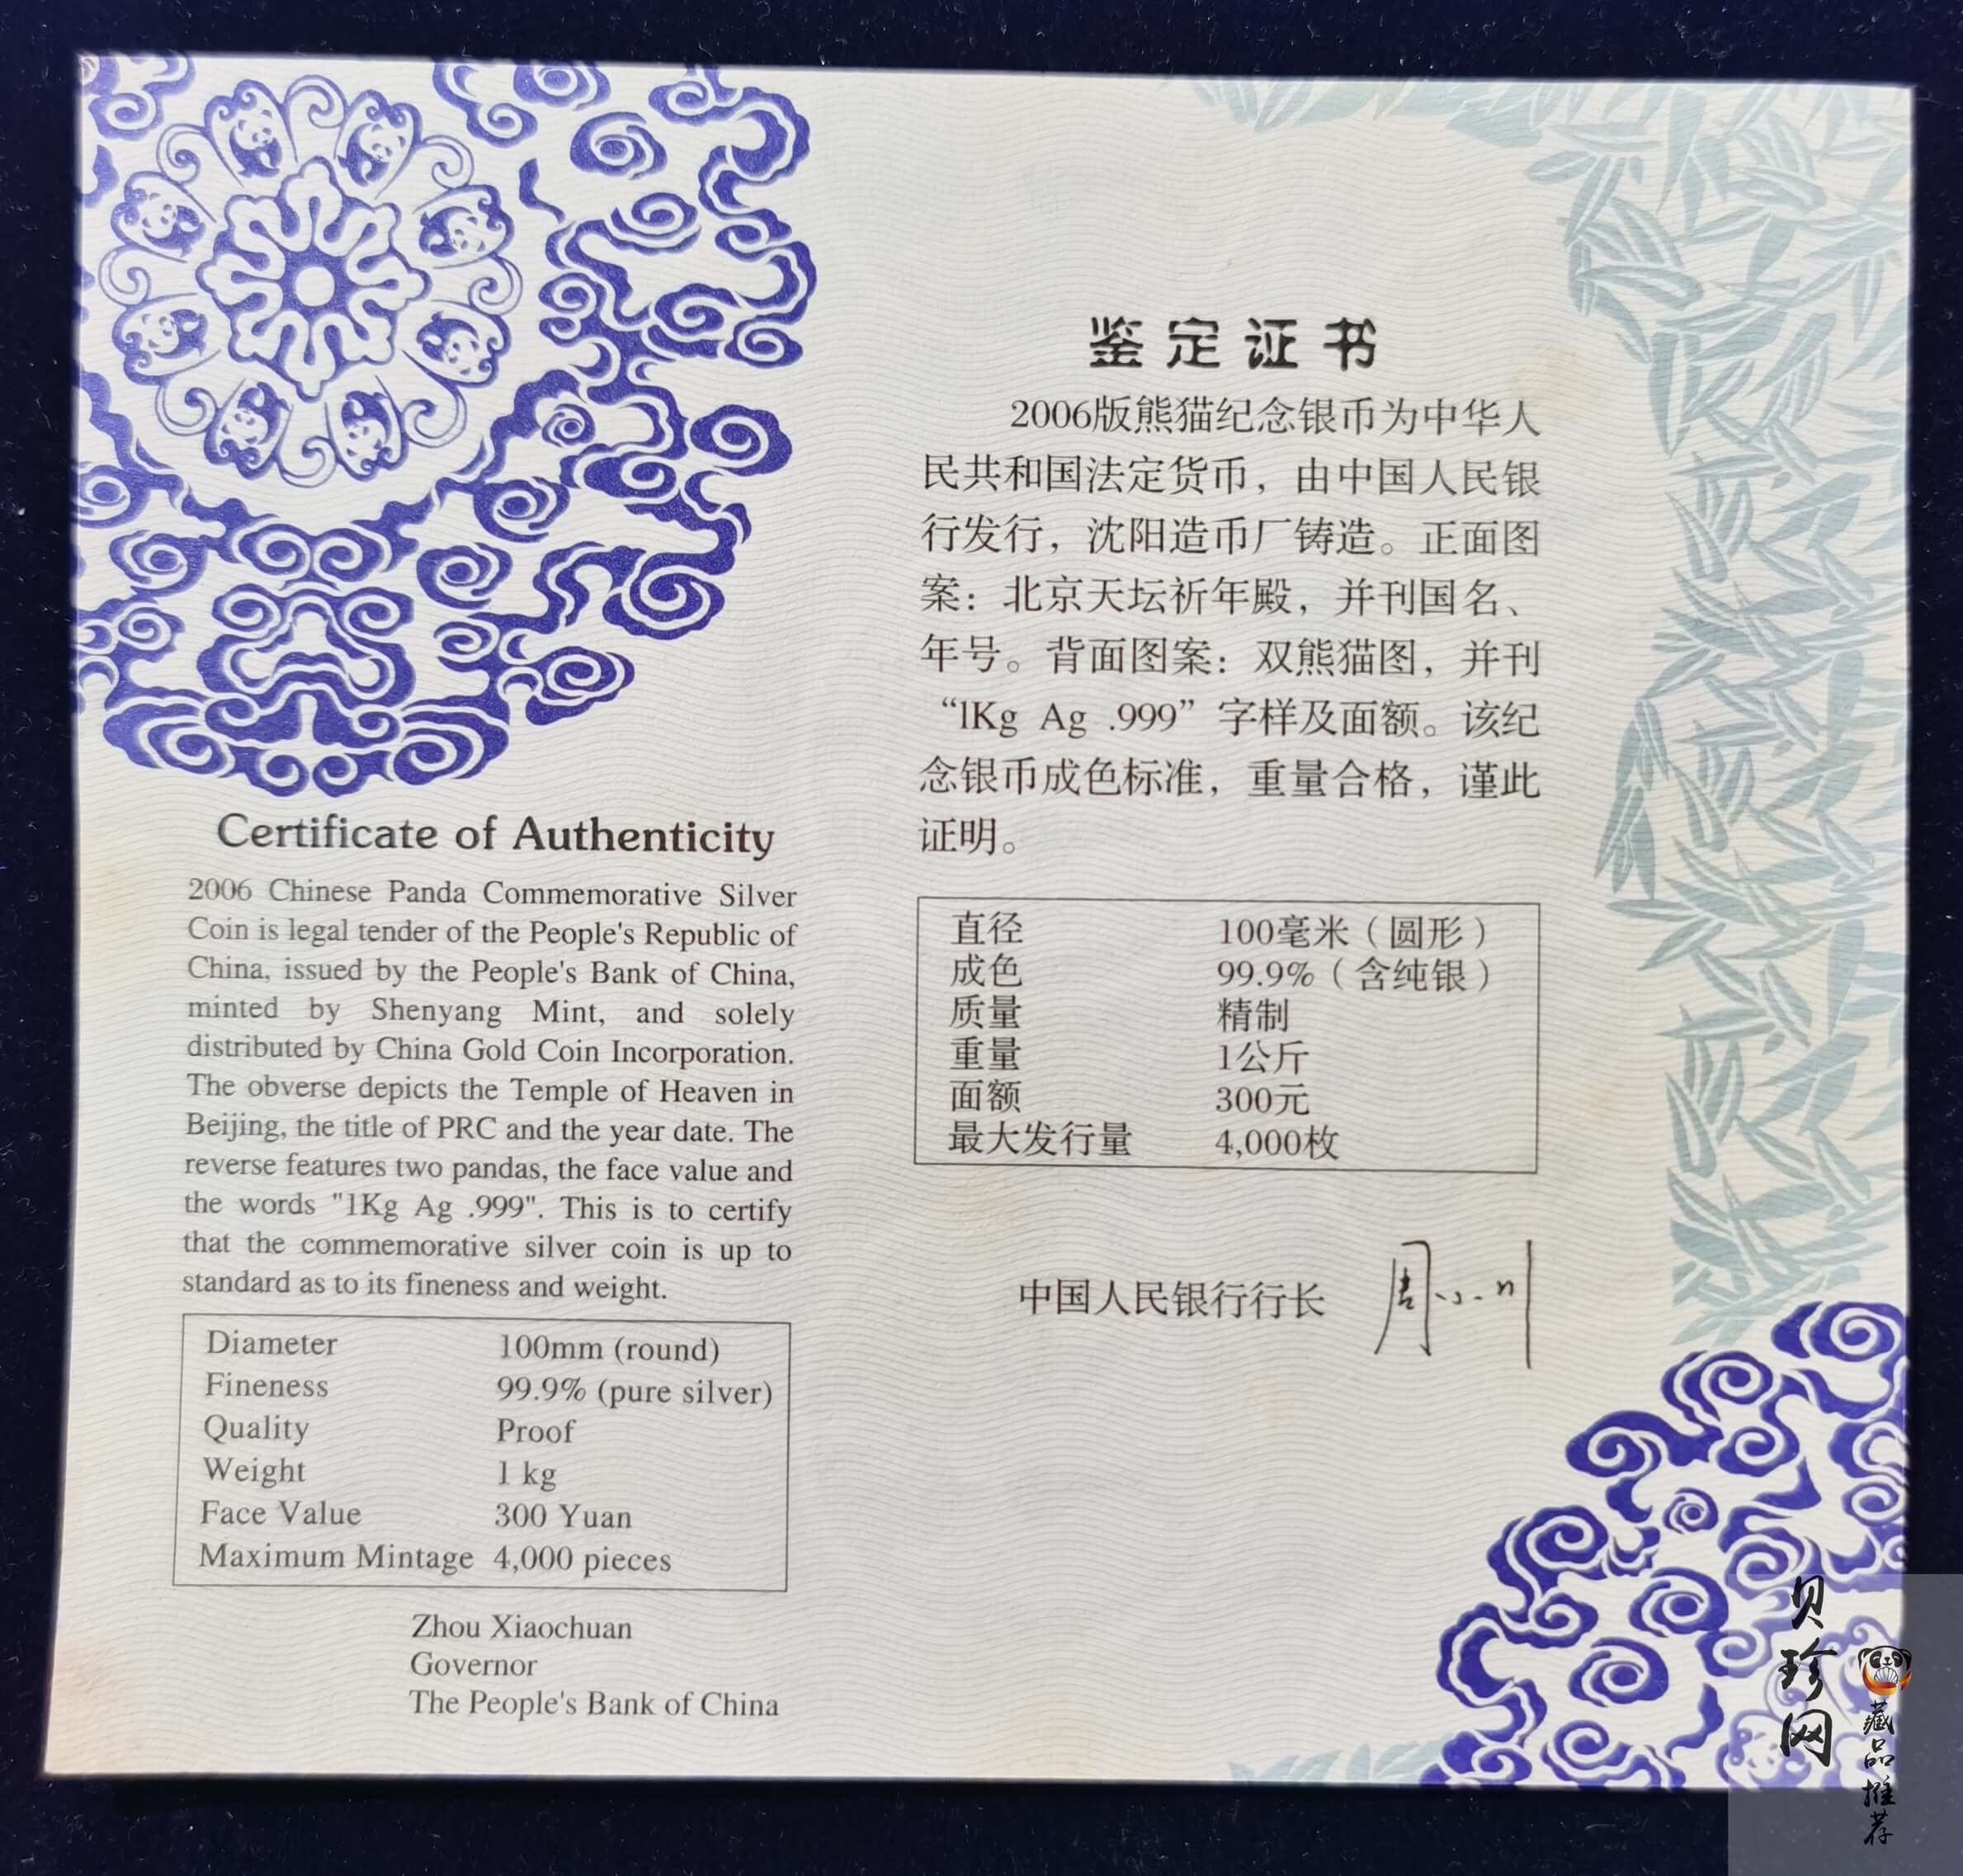 Certificate of Authenticity
2006 Chinese Panda Commemorative Silver
Coin is legal tender of the People's Republic of
China, issued by the People's Bank of China,
minted by Shenyang Mint, and solely
distributed by China Gold Coin Incorporation.
The obverse depicts the Temple of Heaven in
Beijing, the title of PRC and the year date. The
reverse features two pandas, the face value and
the words "1Kg Ag .999". This is to certify
that the commemorative silver coin is up to
standard as to its fineness and weight.
Diameter 100mm (round)
Fineness 99.9% (pure silver)
Quality Proof
Weight 1 kg
Face Value 300 Yuan
Maximum Mintage 4,000 pieces
Zhou Xiaochuan
Governor
The People's Bank of China
鉴定证书
2006版熊猫纪念银币为中华人
民共和国法定货币，由中国人民银
行发行，沈阳造币厂铸造。正面图
案：北京天坛祈年殿，并刊国名、
年号。背面图案：双熊猫图，并刊
“1Kg Ag .999”字样及面额。该纪
念银币成色标准，重量合格，谨此
证明。
直径 100毫米（圆形）
成色 99.9%（含纯银）
质量 精制
重量 1公斤
面额 300元
最大发行量 4,000枚
中国人民银行行长 周小川
贝珍网
藏品推荐